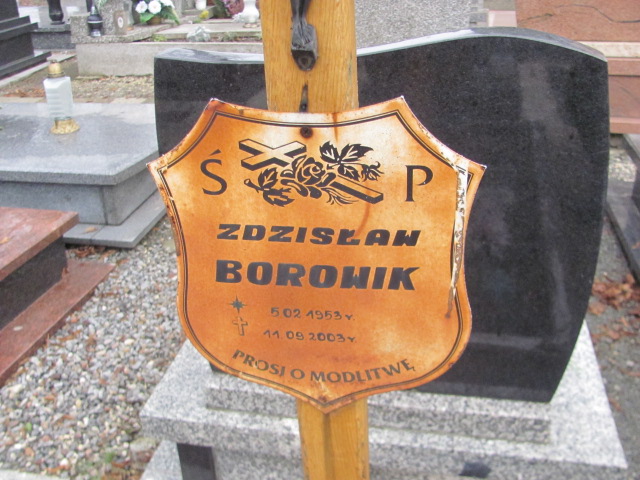 Ś P
ZDZISŁAW
BOROWIK
5.02.1953 r.
11.09.2003 r.
PROSI O MODLITWĘ